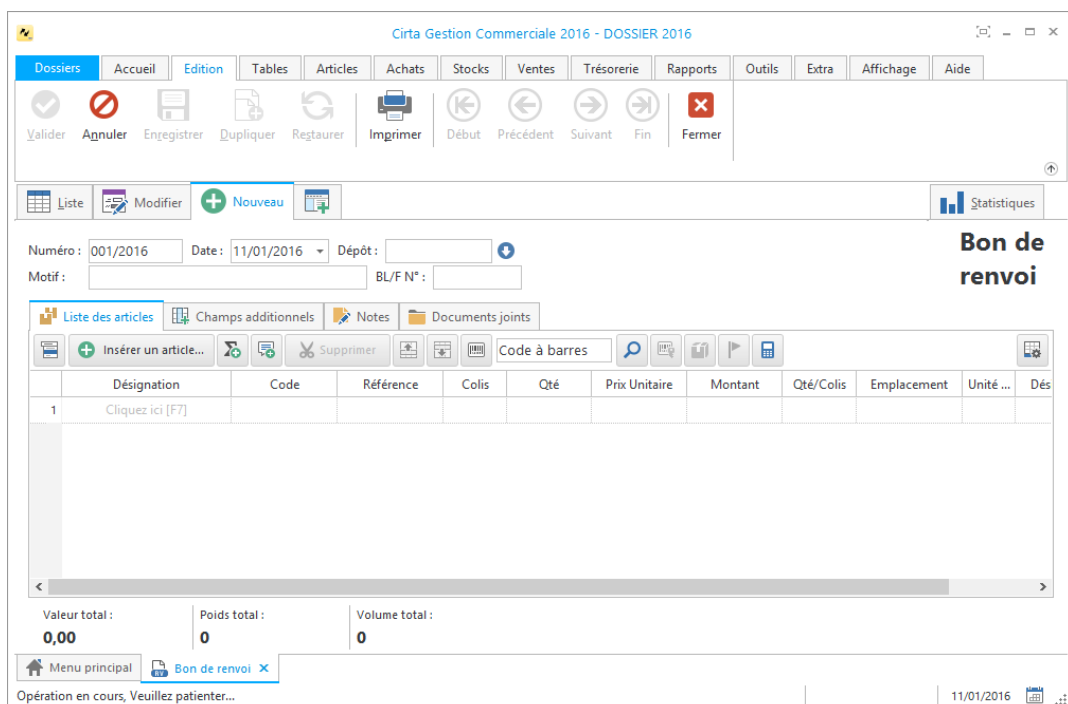 Cirta Gestion Commerciale 2016 - DOSSIER 2016
Dossiers Accueil Edition Tables Articles Achats Stocks Ventes Trésorerie Rapports Outils Extra Affichage Aide
Valider Annuler Enregistrer Dupliquer Restaurer Imprimer Début Précédent Suivant Fin Fermer
Liste Modifier Nouveau Statistiques
Numéro : 001/2016 Date : 11/01/2016 Dépôt :
Motif : BL/F N° :
Bon de
renvoi
Liste des articles Champs additionnels Notes Documents joints
Insérer un article... Supprimer Code à barres
Désignation Code Référence Colis Qté Prix Unitaire Montant Qté/Colis Emplacement Unité ... Dés
1 Cliquez ici [F7]
Valeur total : Poids total : Volume total :
0,00 0 0
Menu principal BV Bon de renvoi
Opération en cours, Veuillez patienter... 11/01/2016